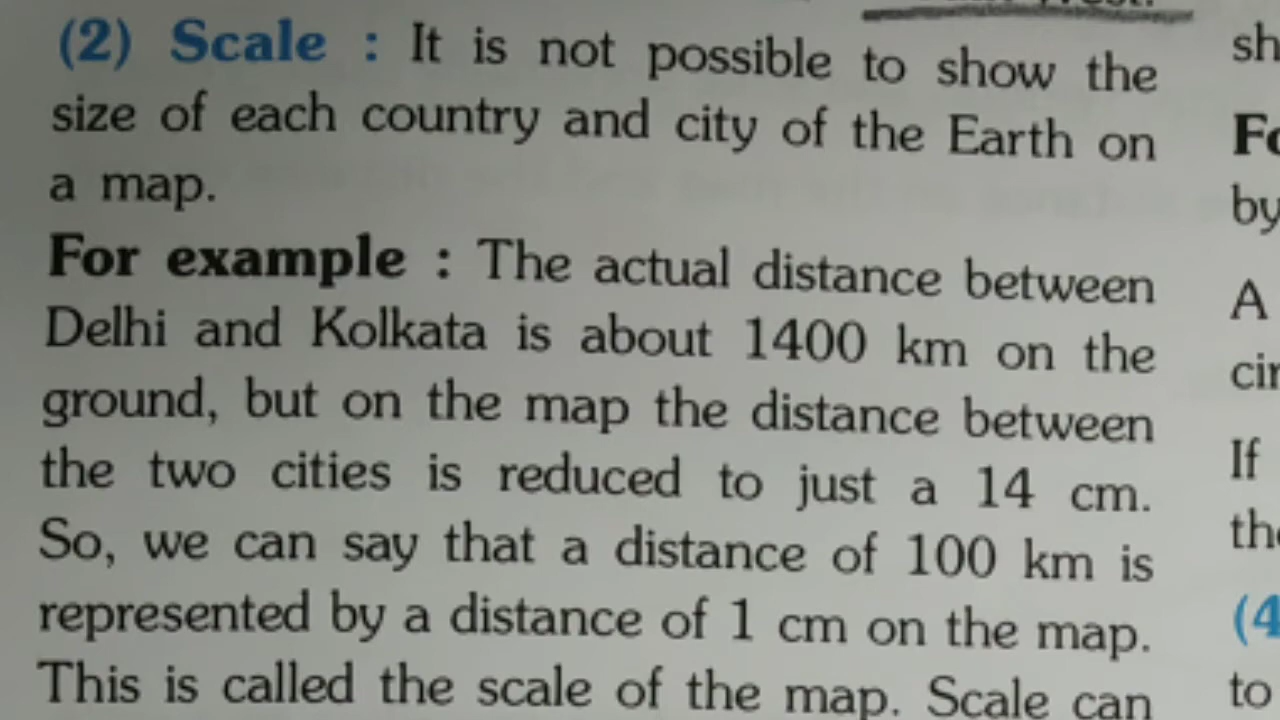 (2) Scale : It is not possible to show the
size of each country and city of the Earth on
a map.
For example : The actual distance between
Delhi and Kolkata is about 1400 km on the
ground, but on the map the distance between
the two cities is reduced to just a 14 cm.
So, we can say that a distance of 100 km is
represented by a distance of 1 cm on the map.
This is called the scale of the map. Scale can
by
A
If
(4
to